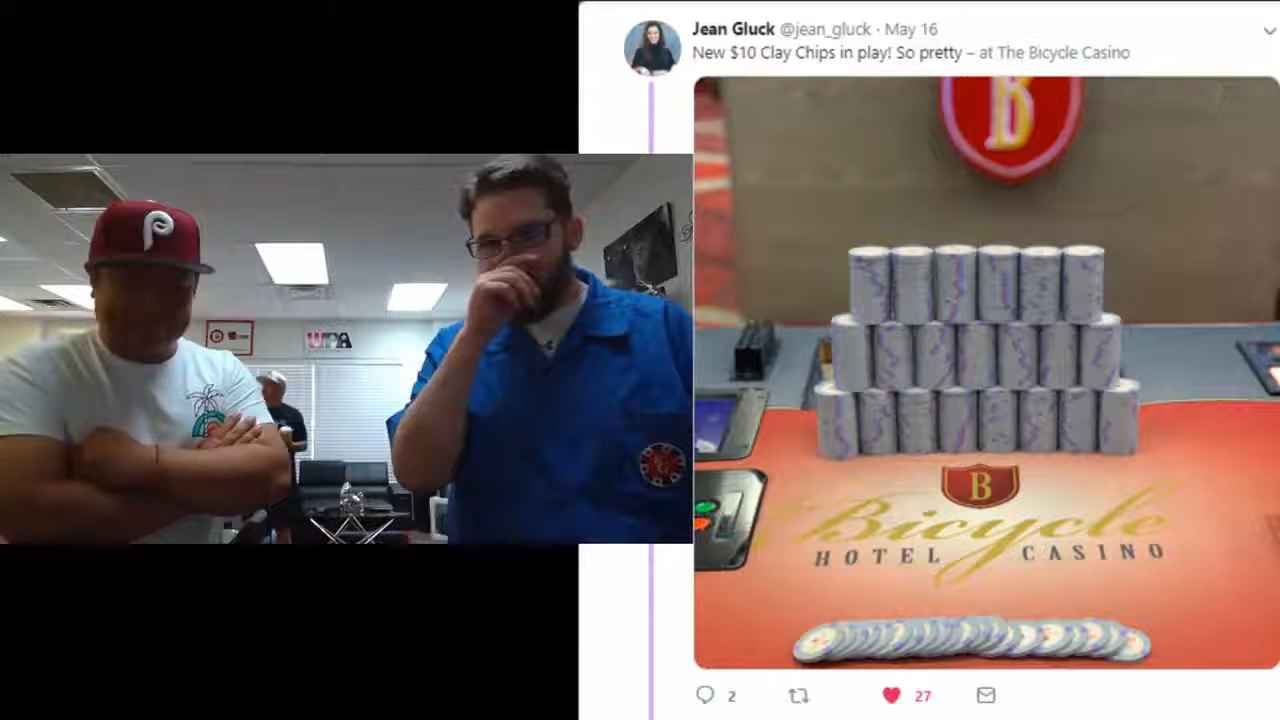 Jean Gluck @jean_gluck · May 16
New $10 Clay Chips in play! So pretty – at The Bicycle Casino
B
P
WPA
B
Bicycle
HOTEL CASINO
2
27